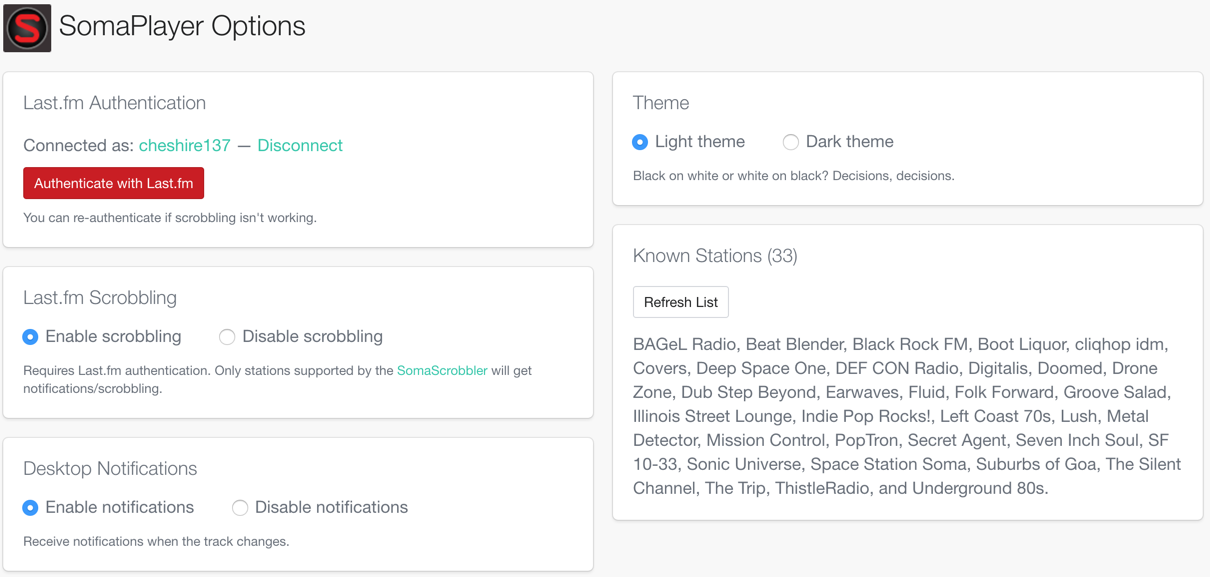 SomaPlayer Options
Last.fm Authentication
Connected as: cheshire137 — Disconnect
Authenticate with Last.fm
You can re-authenticate if scrobbling isn't working.
Last.fm Scrobbling
Enable scrobbling Disable scrobbling
Requires Last.fm authentication. Only stations supported by the SomaScrobbler will get
notifications/scrobbling.
Desktop Notifications
Enable notifications Disable notifications
Receive notifications when the track changes.
Theme
Light theme Dark theme
Black on white or white on black? Decisions, decisions.
Known Stations (33)
Refresh List
BAGeL Radio, Beat Blender, Black Rock FM, Boot Liquor, cliqhop idm,
Covers, Deep Space One, DEF CON Radio, Digitalis, Doomed, Drone
Zone, Dub Step Beyond, Earwaves, Fluid, Folk Forward, Groove Salad,
Illinois Street Lounge, Indie Pop Rocks!, Left Coast 70s, Lush, Metal
Detector, Mission Control, PopTron, Secret Agent, Seven Inch Soul, SF
10-33, Sonic Universe, Space Station Soma, Suburbs of Goa, The Silent
Channel, The Trip, ThistleRadio, and Underground 80s.